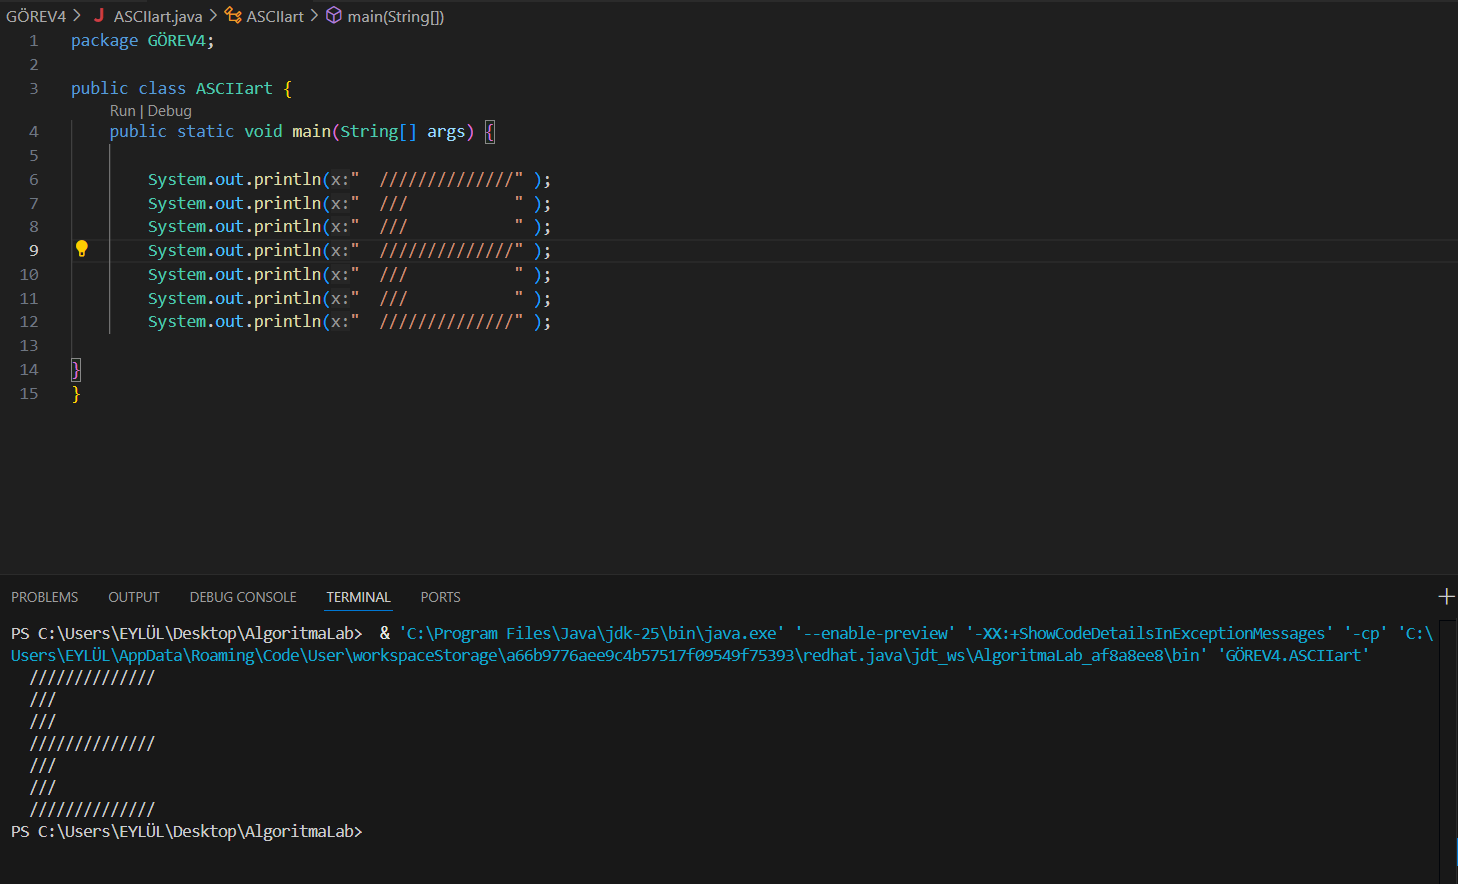 GÖREV4 > J ASCIIart.java > ASCIIart > main(String[])
1 package GÖREV4;
2
3 public class ASCIIart {
Run | Debug
4 public static void main(String[] args) {
5
6 System.out.println(x:"  //////////////" );
7 System.out.println(x:"  ///           " );
8 System.out.println(x:"  ///           " );
9 System.out.println(x:"  //////////////" );
10 System.out.println(x:"  ///           " );
11 System.out.println(x:"  ///           " );
12 System.out.println(x:"  //////////////" );
13
14 }
15 }
PROBLEMS OUTPUT DEBUG CONSOLE TERMINAL PORTS
PS C:\Users\EYLÜL\Desktop\AlgoritmaLab>  & 'C:\Program Files\Java\jdk-25\bin\java.exe' '--enable-preview' '-XX:+ShowCodeDetailsInExceptionMessages' '-cp' 'C:\
Users\EYLÜL\AppData\Roaming\Code\User\workspaceStorage\a66b9776aee9c4b57517f09549f75393\redhat.java\jdt_ws\AlgoritmaLab_af8a8ee8\bin' 'GÖREV4.ASCIIart'
  //////////////
  ///
  ///
  //////////////
  ///
  ///
  //////////////
PS C:\Users\EYLÜL\Desktop\AlgoritmaLab>